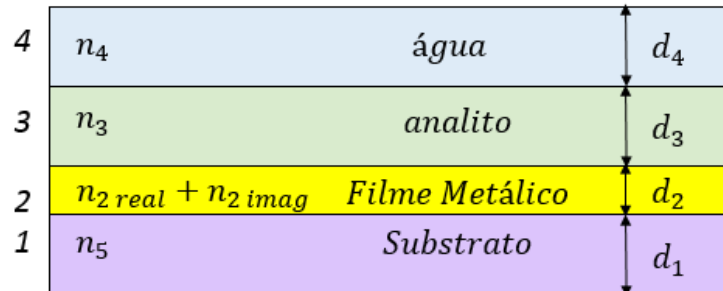 4 n₄ água d₄
3 n₃ analito d₃
2 n₂ real + n₂ imag Filme Metálico d₂
1 n₅ Substrato d₁